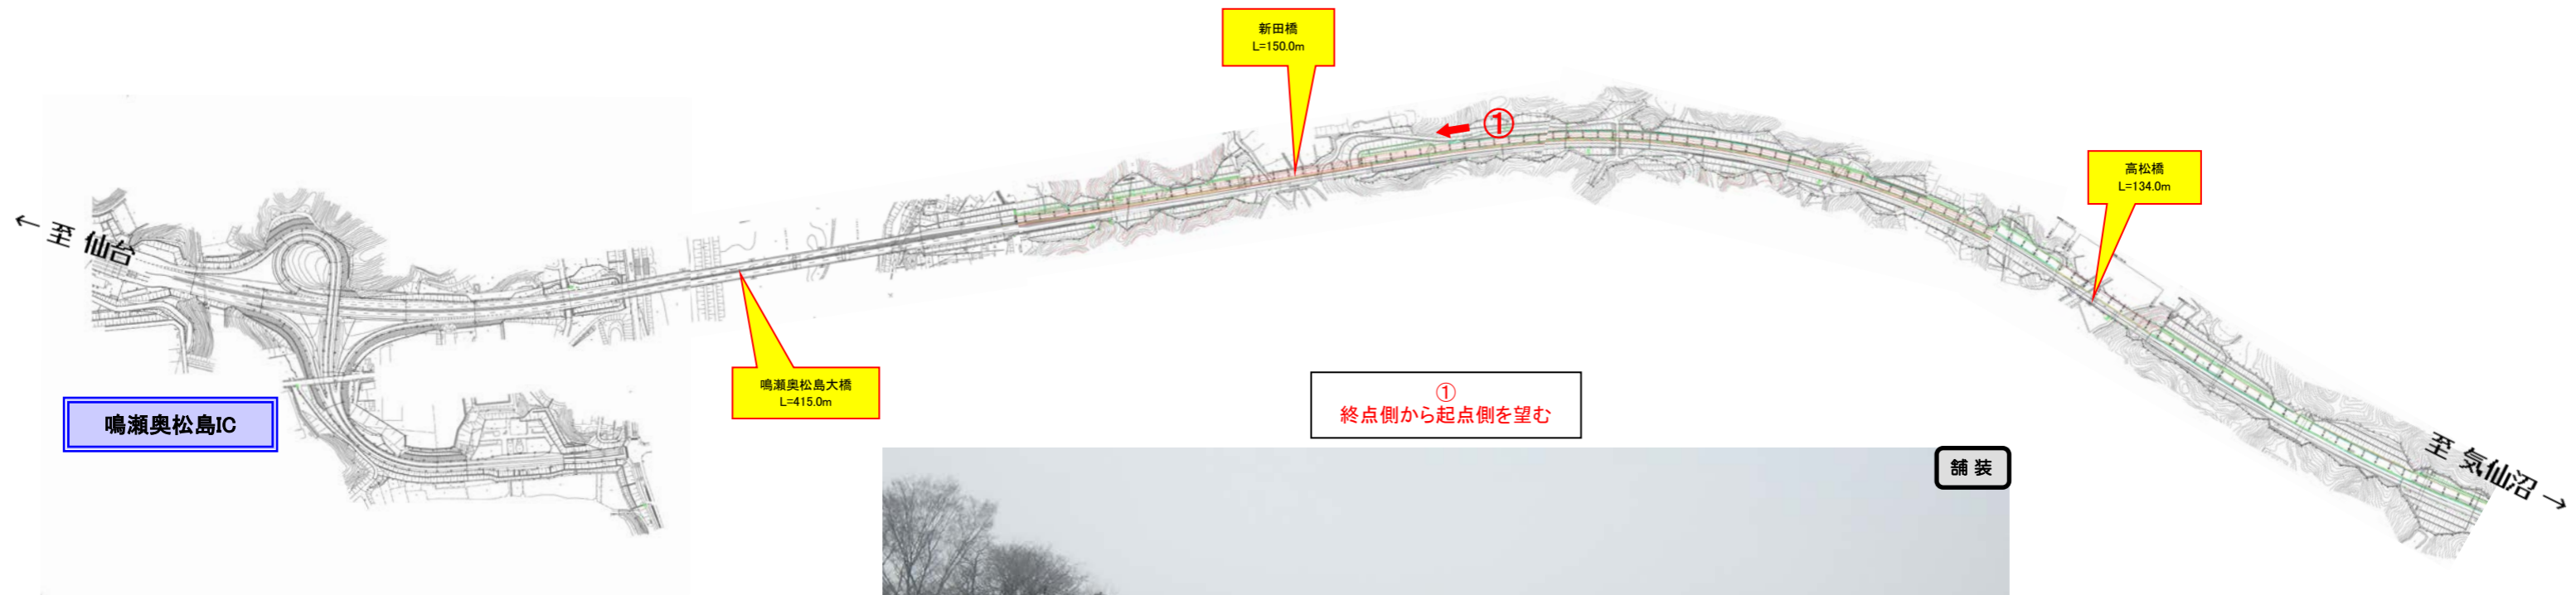 新田橋
L=150.0m
①
高松橋
L=134.0m
← 至 仙台
鳴瀬奥松島大橋
L=415.0m
鳴瀬奥松島IC
①
終点側から起点側を望む
舗装
至 気仙沼 →